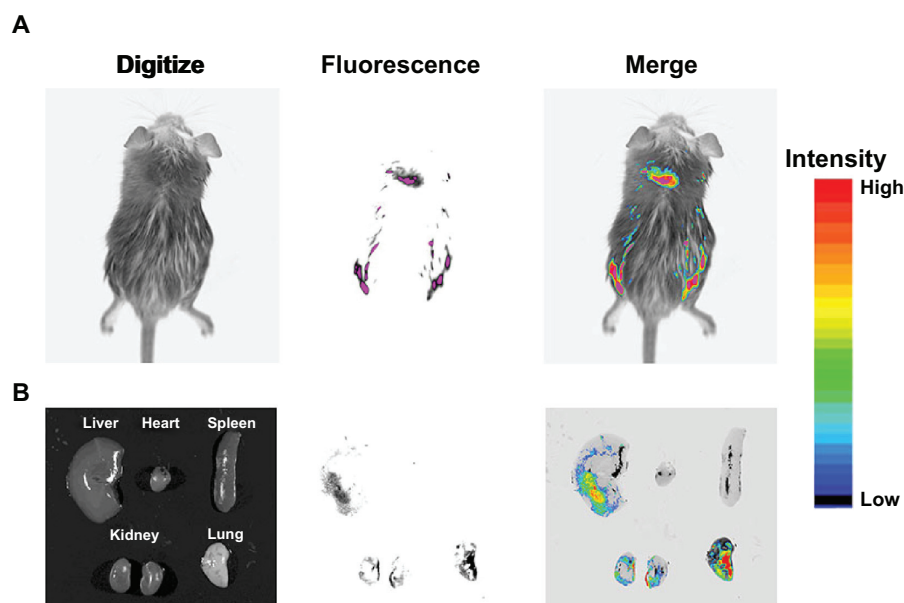 A
Digitize Fluorescence Merge
Intensity
High
Low
B
Liver Heart Spleen
Kidney Lung